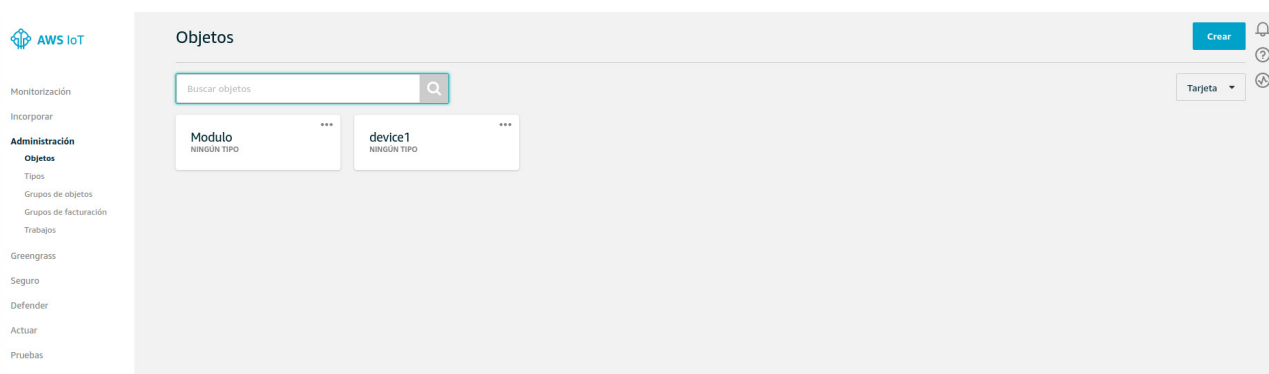 AWS IoT
Monitorización
Incorporar
Administración
Objetos
Tipos
Grupos de objetos
Grupos de facturación
Trabajos
Greengrass
Seguro
Defender
Actuar
Pruebas
Objetos
Crear
Buscar objetos
Tarjeta
Modulo
NINGÚN TIPO
device1
NINGÚN TIPO